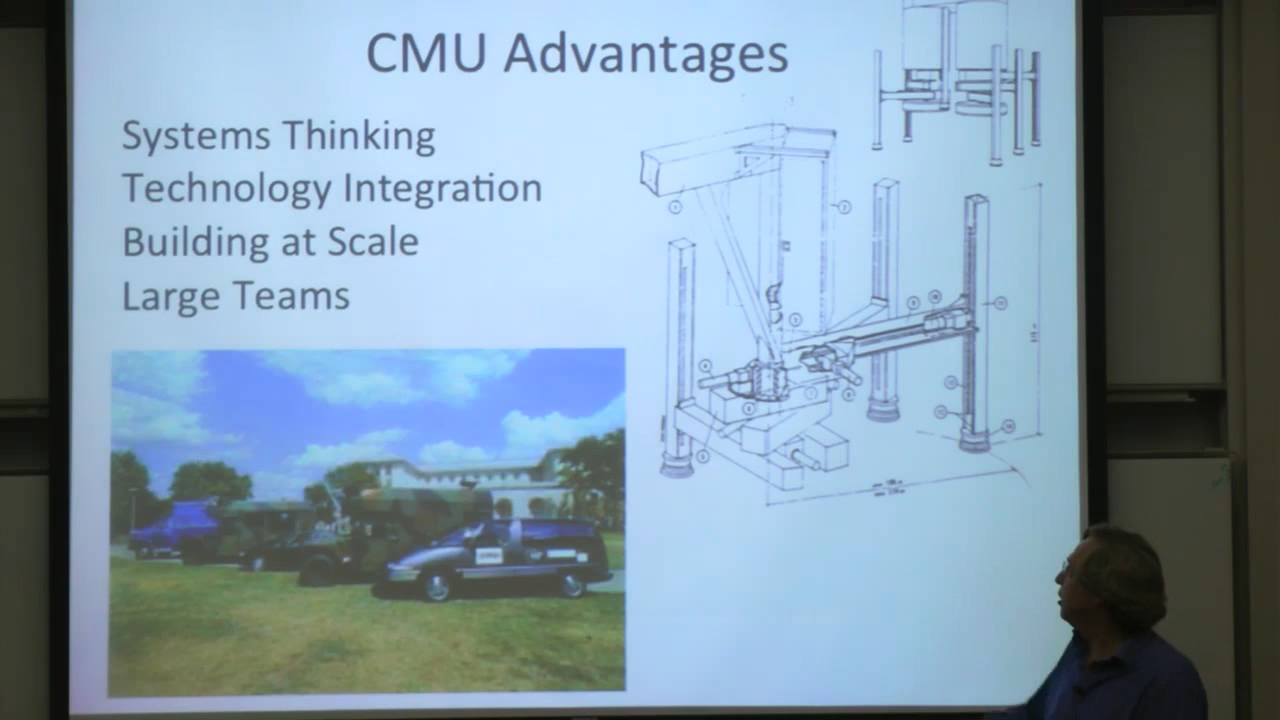 CMU Advantages
Systems Thinking
Technology Integration
Building at Scale
Large Teams